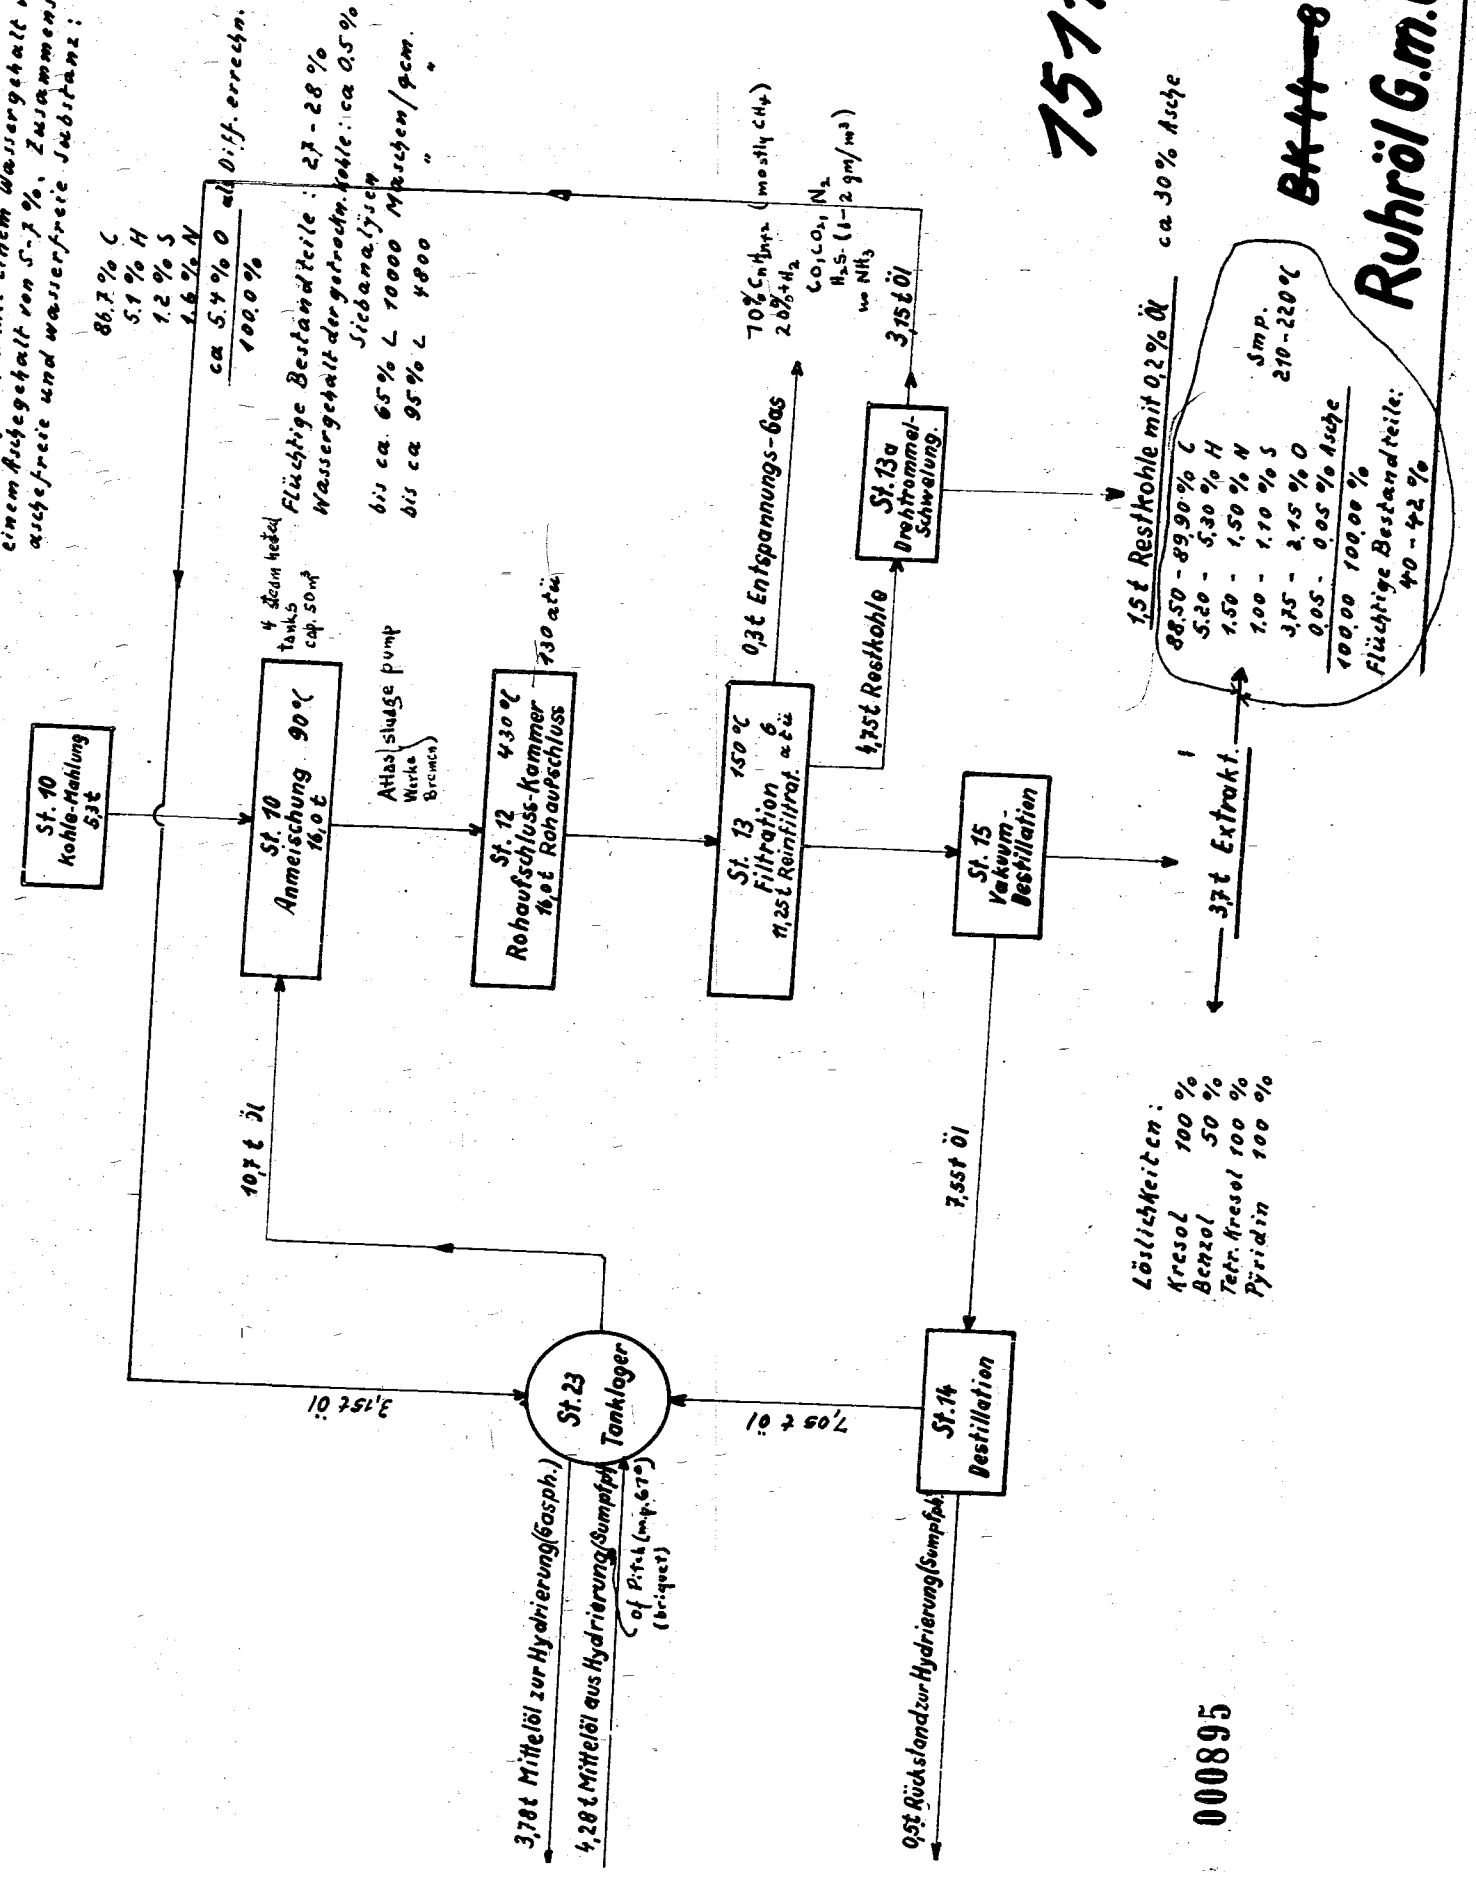 einem Wassergehalt
einem Aschegehalt von 5-7 %. Zusammens
aschefreie und wasserfreie Substanz:
86.7 % C
5.1 % H
1.2 % S
1.6 % N
ca 5.4 % O als Diff. errechn.
100.0 %
Flüchtige Bestandteile: 27 - 28 %
Wassergehalt der getrockn. Kohle: ca 0.5 %
Siebanalysen
bis ca. 65 % L 10000 Maschen/qcm.
bis ca 95 % L 4800 " "
St. 10
Kohle-Mahlung
5,3 t
St. 10
Anmaischung 90°C
16,0 t
4 steam heated
tanks
cap. 50 m³
Atlas sludge pump
Werke
Bremen
St. 12 430°C
Rohaufschluss-Kammer
16,0 t Rohaufschluss
130 atü
St. 13 150°C
Filtration 6
11,25 t Reinfiltrat. atü
0,3 t Entspannungs-Gas
70% CnH2n+2 (mostly CH4)
20% H2
CO, CO2, N2
H2S. (1-2 gm/m³)
no NH3
4,75 t Restkohle
St. 13a
Drehtrommel-
Schwelung.
3,15 t Öl
1,5 t Restkohle mit 0,2 % Öl ca 30 % Asche
St. 15
Vakuum-
Destillation
3,7 t Extrakt.
88.50 - 89.90 % C
5.20 - 5.30 % H
1.50 - 1.50 % N
1.00 - 1.10 % S
3.75 - 2.15 % O
0.05 - 0.05 % Asche
100.00 100.00 %
Flüchtige Bestandteile:
40 - 42 %
Smp.
210-220°C
10,7 t Öl
7,55 t Öl
St. 23
Tanklager
3,15 t Öl
7,05 t Öl
St. 14
Destillation
3,78 t Mittelöl zur Hydrierung (Gasph.)
4,28 t Mittelöl aus Hydrierung (Sumpfph.)
of Pitch (m.p. 67°)
(briquet)
0,5 t Rückstand zur Hydrierung (Sumpfph.)
Löslichkeiten:
Kresol 100 %
Benzol 50 %
Tetr. Kresol 100 %
Pyridin 100 %
151
BK 44-8
Ruhröl G.m.
000895